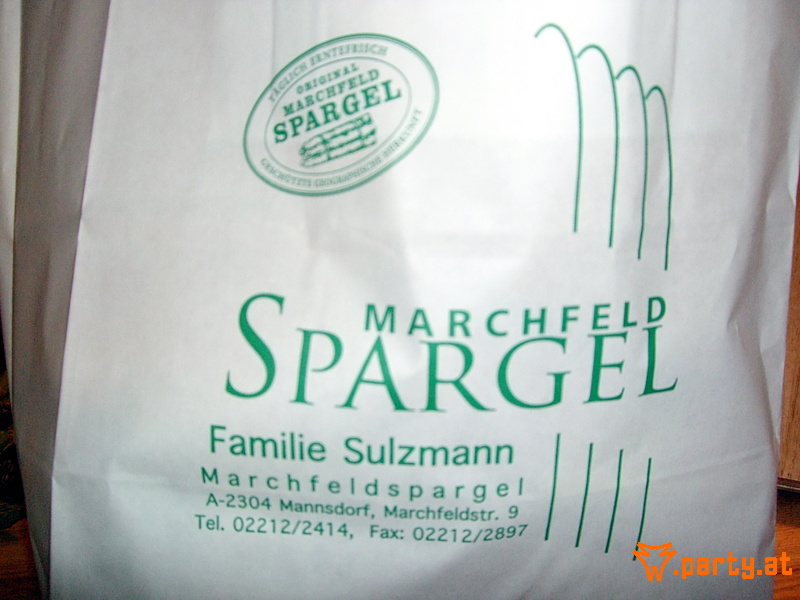 TÄGLICH ERNTEFRISCH
ORIGINAL
MARCHFELD
SPARGEL
GESCHÜTZTE GEOGRAPHISCHE HERKUNFT
MARCHFELD
SPARGEL
Familie Sulzmann
Marchfeldspargel
A-2304 Mannsdorf, Marchfeldstr. 9
Tel. 02212/2414, Fax: 02212/2897
.party.at